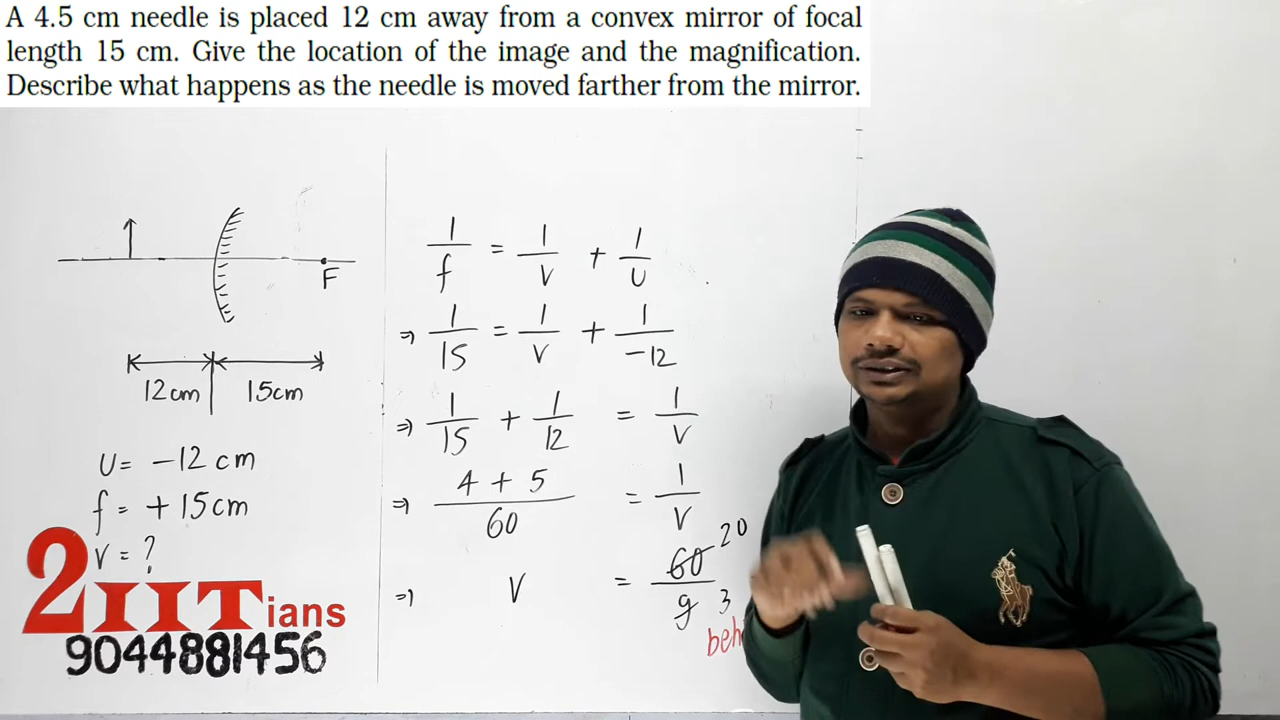 A 4.5 cm needle is placed 12 cm away from a convex mirror of focal
length 15 cm. Give the location of the image and the magnification.
Describe what happens as the needle is moved farther from the mirror.
F
12cm 15cm
U = -12 cm
f = +15cm
V = ?
1/f = 1/V + 1/U
⇒ 1/15 = 1/V + 1/-12
⇒ 1/15 + 1/12 = 1/V
⇒ 4 + 5/60 = 1/V
⇒ V = 60/9 20 3
2IITians
9044881456